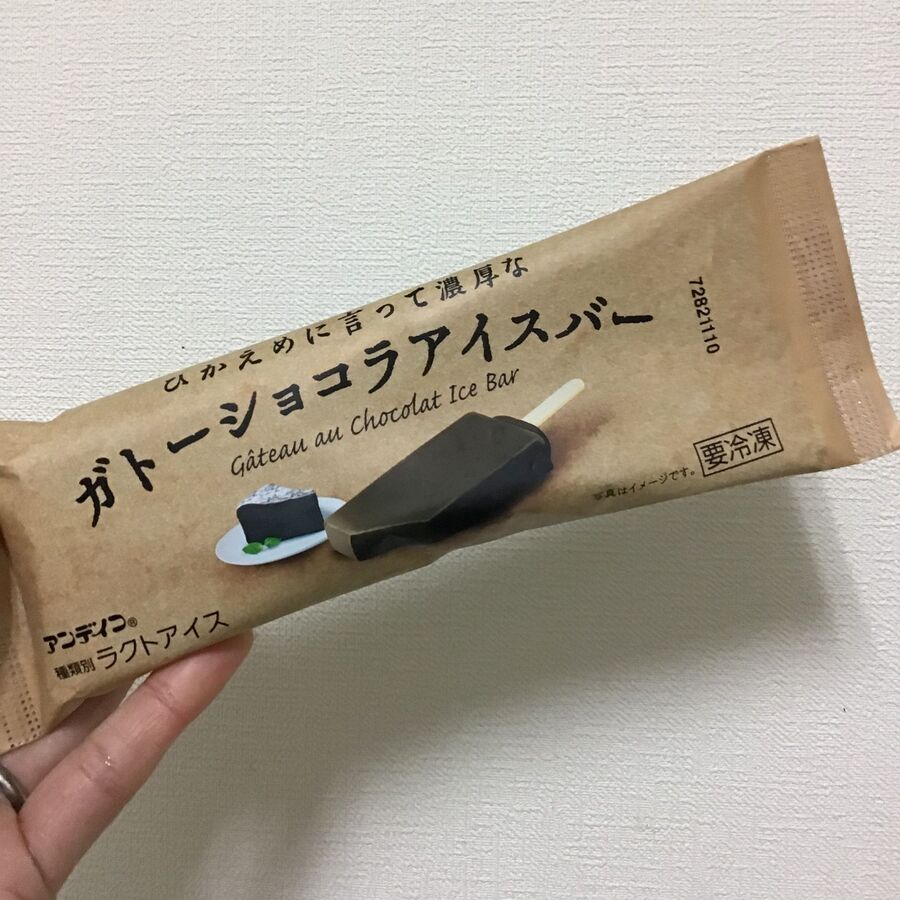 ひかえめに言って濃厚な
ガトーショコラアイスバー
Gâteau au Chocolat Ice Bar
72821110
要冷凍
写真はイメージです。
アンデイコ®
種類別 ラクトアイス